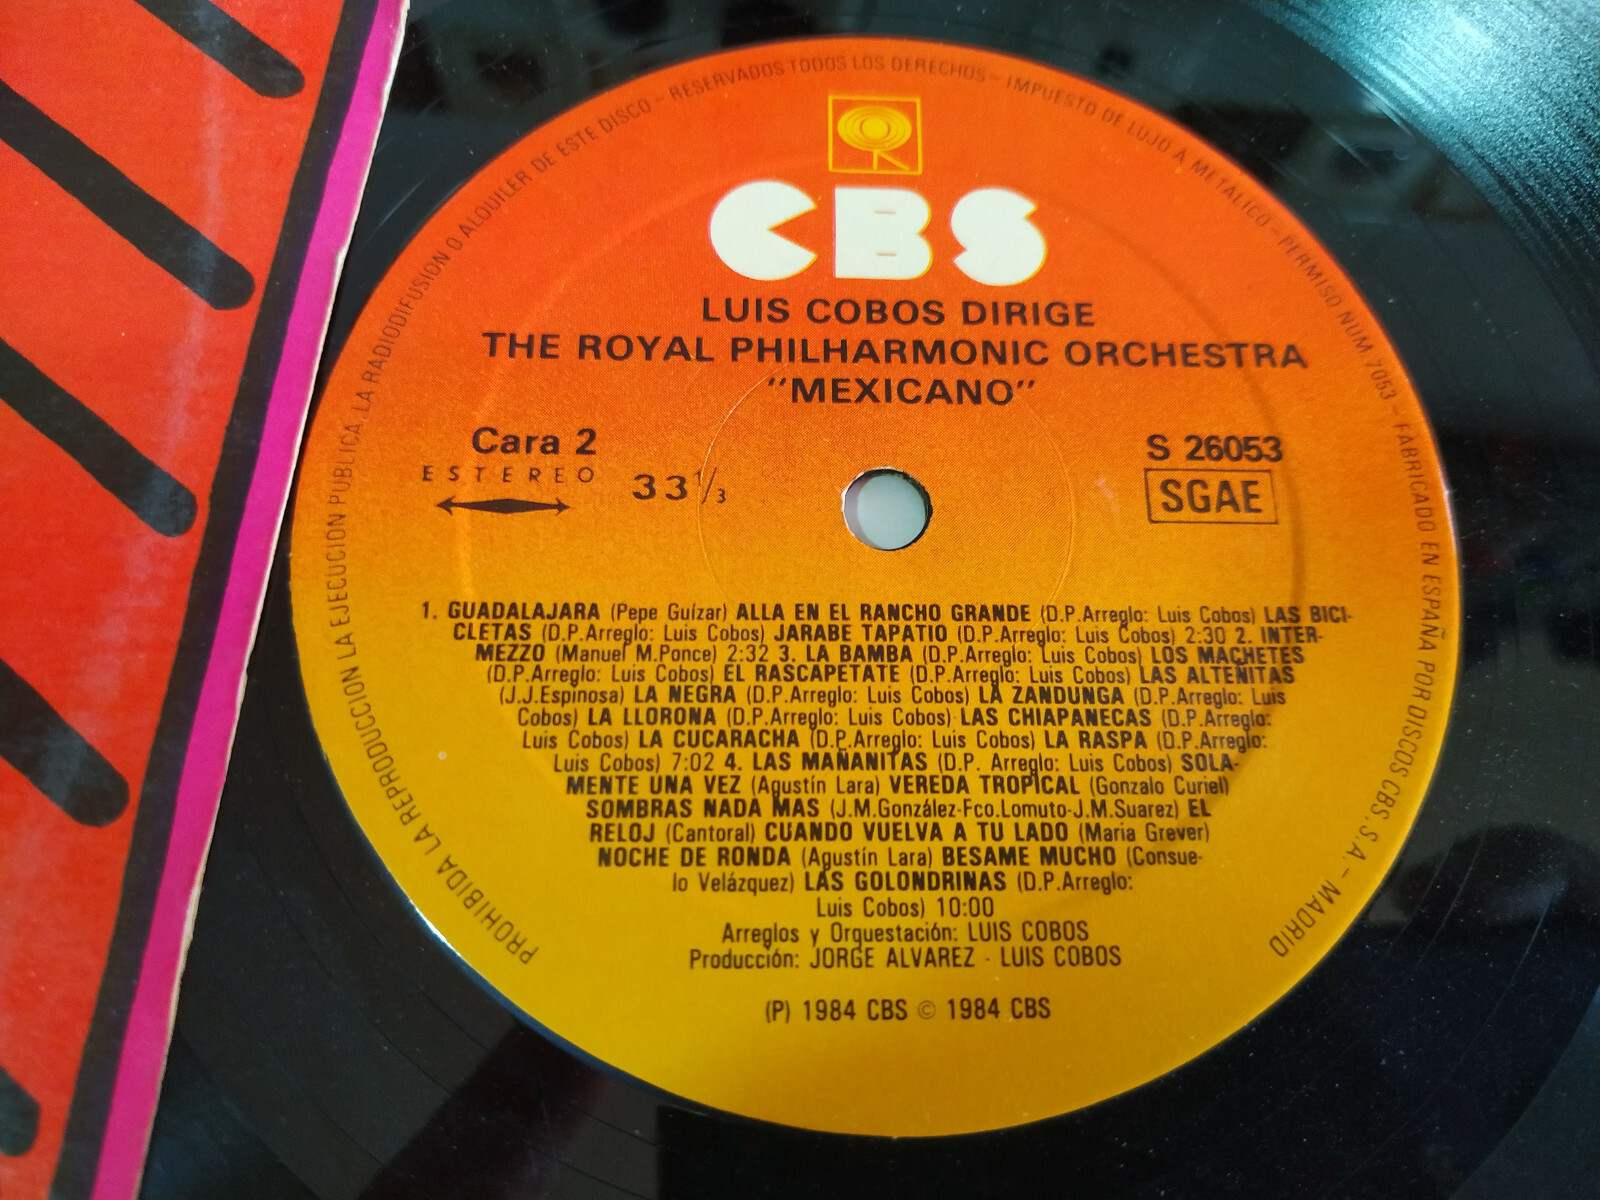 PROHIBIDA LA REPRODUCCION LA EJECUCION PUBLICA, LA RADIODIFUSION O ALQUILER DE ESTE DISCO - RESERVADOS TODOS LOS DERECHOS - IMPUESTO DE LUJO A METALICO - PERMISO NUM. 7053 - FABRICADO EN ESPAÑA POR DISCOS CBS, S.A. - MADRID
CBS
LUIS COBOS DIRIGE
THE ROYAL PHILHARMONIC ORCHESTRA
"MEXICANO"
Cara 2
ESTEREO
33 1/3
S 26053
SGAE
1. GUADALAJARA (Pepe Guízar) ALLA EN EL RANCHO GRANDE (D.P.Arreglo: Luis Cobos) LAS BICI-
CLETAS (D.P.Arreglo: Luis Cobos) JARABE TAPATIO (D.P.Arreglo: Luis Cobos) 2:30 2. INTER-
MEZZO (Manuel M.Ponce) 2:32 3. LA BAMBA (D.P.Arreglo: Luis Cobos) LOS MACHETES
(D.P.Arreglo: Luis Cobos) EL RASCAPETATE (D.P.Arreglo: Luis Cobos) LAS ALTEÑITAS
(J.J.Espinosa) LA NEGRA (D.P.Arreglo: Luis Cobos) LA ZANDUNGA (D.P.Arreglo: Luis
Cobos) LA LLORONA (D.P.Arreglo: Luis Cobos) LAS CHIAPANECAS (D.P.Arreglo:
Luis Cobos) LA CUCARACHA (D.P.Arreglo: Luis Cobos) LA RASPA (D.P.Arreglo:
Luis Cobos) 7:02 4. LAS MAÑANITAS (D.P. Arreglo: Luis Cobos) SOLA-
MENTE UNA VEZ (Agustín Lara) VEREDA TROPICAL (Gonzalo Curiel)
SOMBRAS NADA MAS (J.M.González-Fco.Lomuto-J.M.Suarez) EL
RELOJ (Cantoral) CUANDO VUELVA A TU LADO (María Grever)
NOCHE DE RONDA (Agustín Lara) BESAME MUCHO (Consue-
lo Velázquez) LAS GOLONDRINAS (D.P.Arreglo:
Luis Cobos) 10:00
Arreglos y Orquestación: LUIS COBOS
Producción: JORGE ALVAREZ - LUIS COBOS
(P) 1984 CBS © 1984 CBS